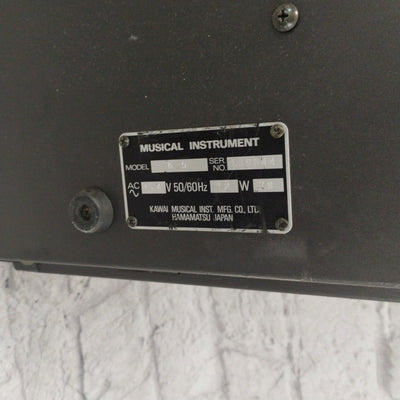 MUSICAL INSTRUMENT
MODEL SER. NO.
AC V 50/60Hz W
KAWAI MUSICAL INST. MFG. CO., LTD.
HAMAMATSU JAPAN